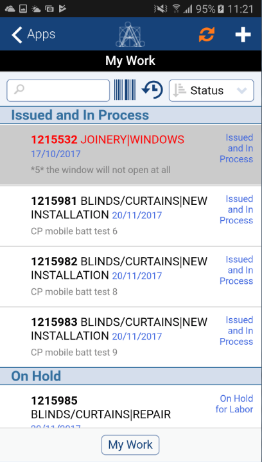 95% 11:21
Apps
My Work
Status
Issued and In Process
1215532 JOINERY|WINDOWS
17/10/2017
*5* the window will not open at all
Issued
and In
Process
1215981 BLINDS/CURTAINS|NEW
INSTALLATION 20/11/2017
CP mobile batt test 6
Issued
and In
Process
1215982 BLINDS/CURTAINS|NEW
INSTALLATION 20/11/2017
CP mobile batt test 8
Issued
and In
Process
1215983 BLINDS/CURTAINS|NEW
INSTALLATION 20/11/2017
CP mobile batt test 9
Issued
and In
Process
On Hold
1215985
BLINDS/CURTAINS|REPAIR
On Hold
for Labor
My Work